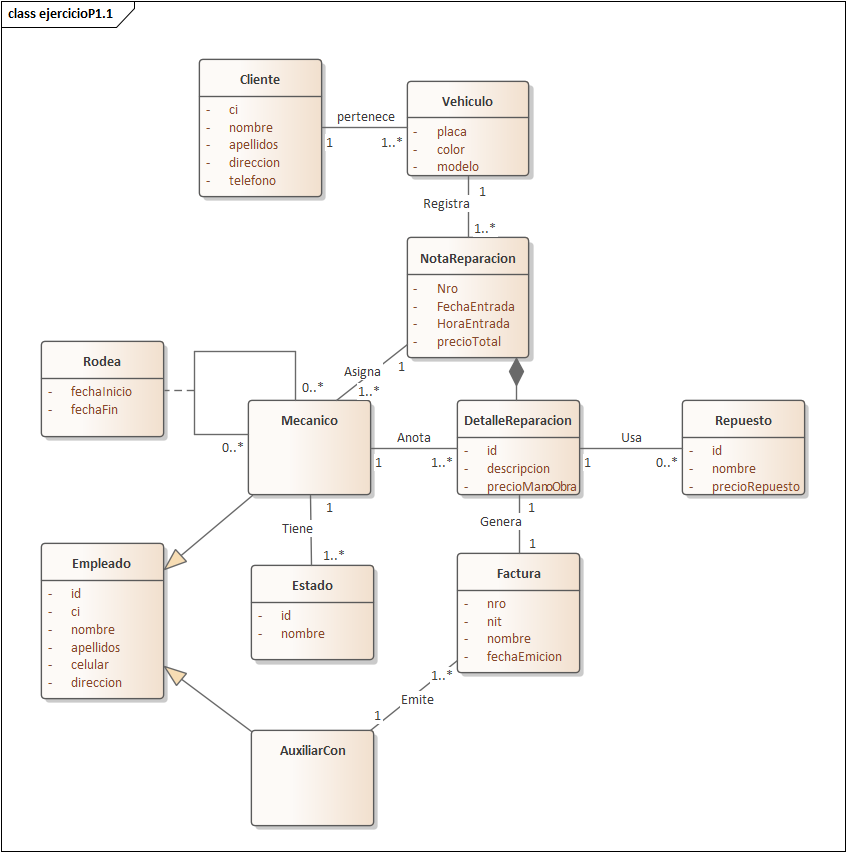 class ejercicioP1.1
Cliente
- ci
- nombre
- apellidos
- direccion
- telefono
pertenece
1
1..*
Vehiculo
- placa
- color
- modelo
1
Registra
1..*
NotaReparacion
- Nro
- FechaEntrada
- HoraEntrada
- precioTotal
Asigna
1
1..*
Rodea
- fechaInicio
- fechaFin
0..*
0..*
Mecanico
Anota
1
1..*
DetalleReparacion
- id
- descripcion
- precioManoObra
Usa
1
0..*
Repuesto
- id
- nombre
- precioRepuesto
1
Tiene
1..*
1
Genera
1
Empleado
- id
- ci
- nombre
- apellidos
- celular
- direccion
Estado
- id
- nombre
Factura
- nro
- nit
- nombre
- fechaEmicion
1..*
Emite
1
AuxiliarCon